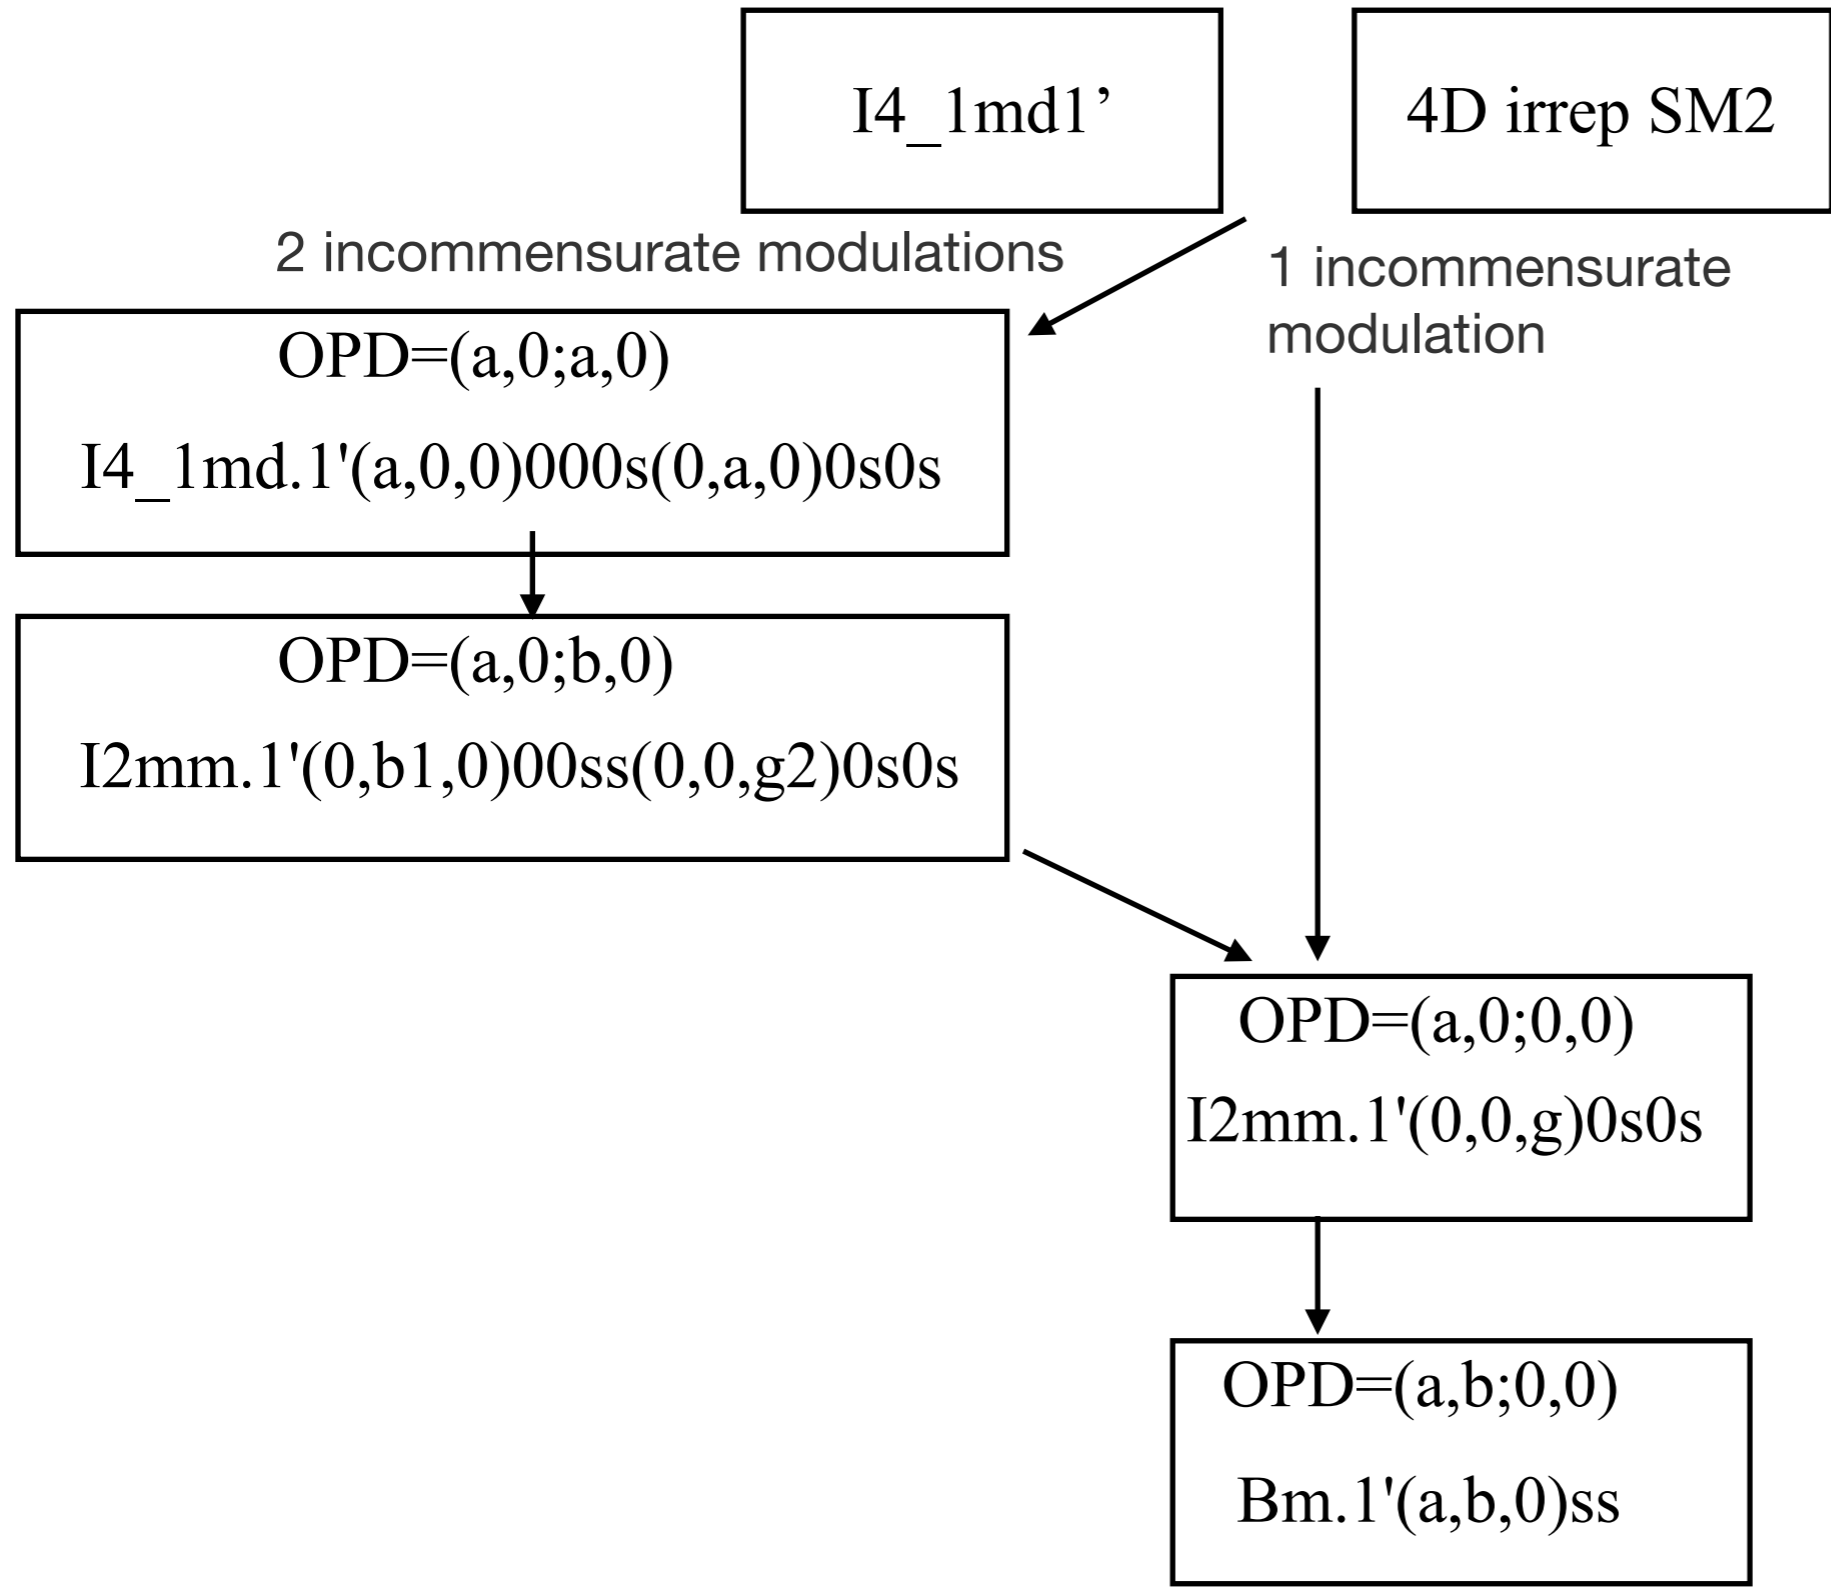 I4_1md1’
4D irrep SM2
2 incommensurate modulations
1 incommensurate
modulation
OPD=(a,0;a,0)
I4_1md.1'(a,0,0)000s(0,a,0)0s0s
OPD=(a,0;b,0)
I2mm.1'(0,b1,0)00ss(0,0,g2)0s0s
OPD=(a,0;0,0)
I2mm.1'(0,0,g)0s0s
OPD=(a,b;0,0)
Bm.1'(a,b,0)ss